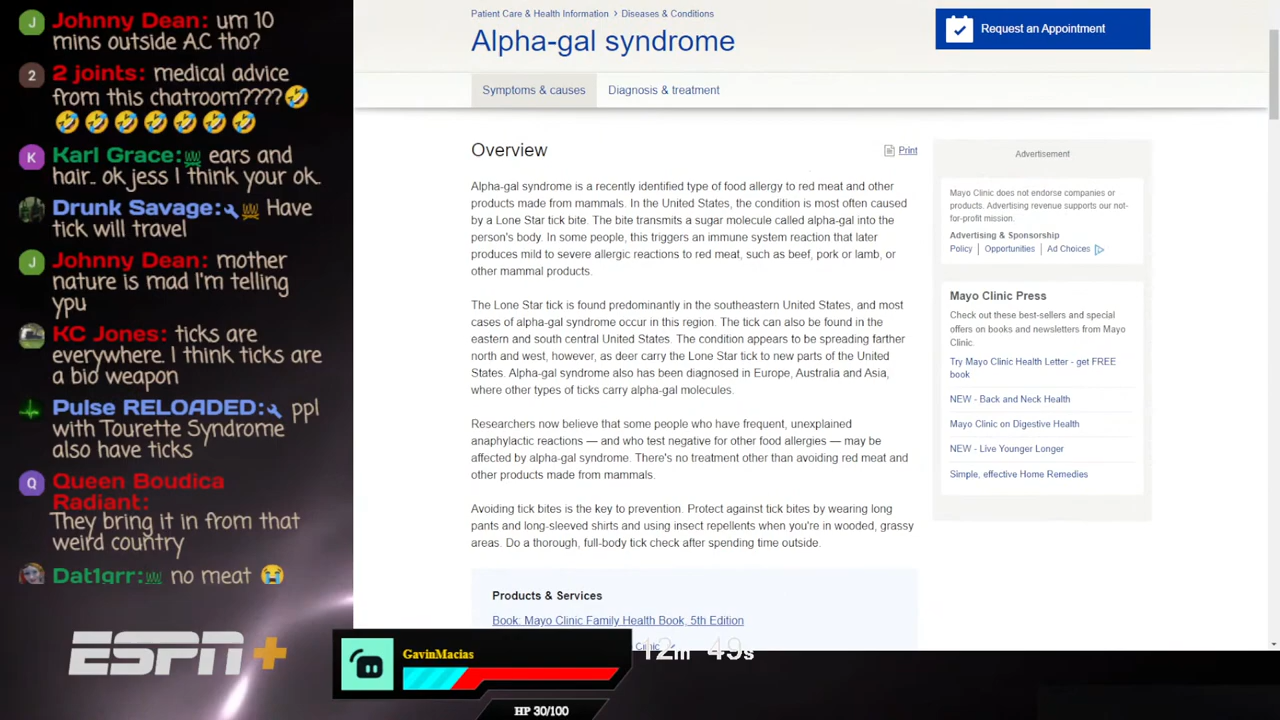 J Johnny Dean: um 10
mins outside A.C tho?
2 2 joints: medical advice
from this chatroom????🤣
🤣🤣🤣🤣🤣🤣🤣
K Karl Grace: ears and
hair.. ok jess I think your ok..
Drunk Savage: Have
tick will travel
J Johnny Dean: mother
nature is mad I'm telling
ypu
KC Jones: ticks are
everywhere. I think ticks are
a bio weapon
Pulse RELOADED: ppl
with Tourette Syndrome
also have ticks
Q Queen Boudica
Radiant:
They bring it in from that
weird country
Dat1grr: no meat 😭
ESPN+
Patient Care & Health Information › Diseases & Conditions
Alpha-gal syndrome
Request an Appointment
Symptoms & causes
Diagnosis & treatment
Overview
Print
Alpha-gal syndrome is a recently identified type of food allergy to red meat and other
products made from mammals. In the United States, the condition is most often caused
by a Lone Star tick bite. The bite transmits a sugar molecule called alpha-gal into the
person's body. In some people, this triggers an immune system reaction that later
produces mild to severe allergic reactions to red meat, such as beef, pork or lamb, or
other mammal products.
The Lone Star tick is found predominantly in the southeastern United States, and most
cases of alpha-gal syndrome occur in this region. The tick can also be found in the
eastern and south central United States. The condition appears to be spreading farther
north and west, however, as deer carry the Lone Star tick to new parts of the United
States. Alpha-gal syndrome also has been diagnosed in Europe, Australia and Asia,
where other types of ticks carry alpha-gal molecules.
Researchers now believe that some people who have frequent, unexplained
anaphylactic reactions — and who test negative for other food allergies — may be
affected by alpha-gal syndrome. There's no treatment other than avoiding red meat and
other products made from mammals.
Avoiding tick bites is the key to prevention. Protect against tick bites by wearing long
pants and long-sleeved shirts and using insect repellents when you're in wooded, grassy
areas. Do a thorough, full-body tick check after spending time outside.
Products & Services
Book: Mayo Clinic Family Health Book, 5th Edition
Clinic
Advertisement
Mayo Clinic does not endorse companies or
products. Advertising revenue supports our not-
for-profit mission.
Advertising & Sponsorship
Policy
Opportunities
Ad Choices
Mayo Clinic Press
Check out these best-sellers and special
offers on books and newsletters from Mayo
Clinic.
Try Mayo Clinic Health Letter - get FREE
book
NEW - Back and Neck Health
Mayo Clinic on Digestive Health
NEW - Live Younger Longer
Simple, effective Home Remedies
GavinMacias
12m 49s
HP 30/100